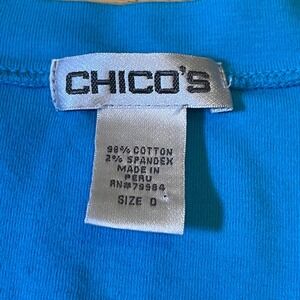 CHICO'S
98% COTTON
2% SPANDEX
MADE IN
PERU
RN#79984
SIZE 0